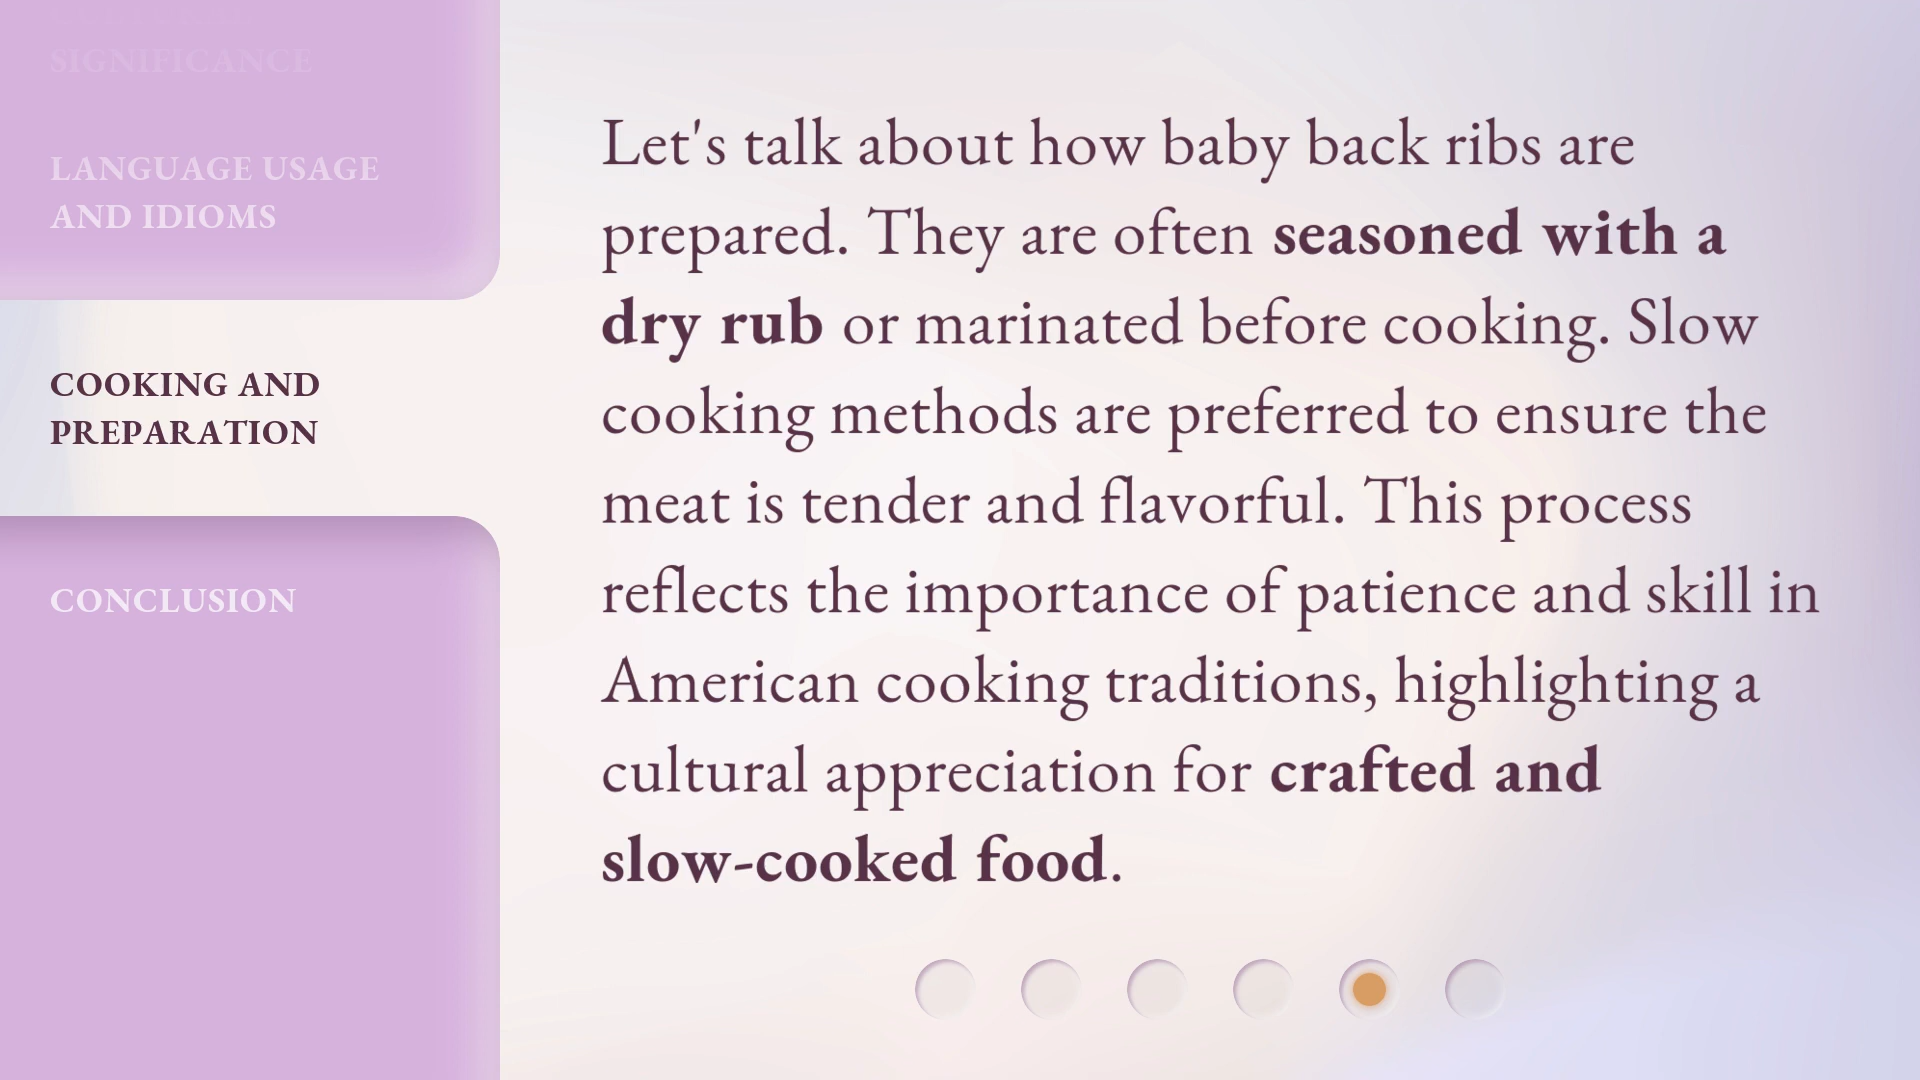 SIGNIFICANCE
LANGUAGE USAGE
AND IDIOMS
COOKING AND
PREPARATION
CONCLUSION
Let's talk about how baby back ribs are
prepared. They are often seasoned with a
dry rub or marinated before cooking. Slow
cooking methods are preferred to ensure the
meat is tender and flavorful. This process
reflects the importance of patience and skill in
American cooking traditions, highlighting a
cultural appreciation for crafted and
slow-cooked food.